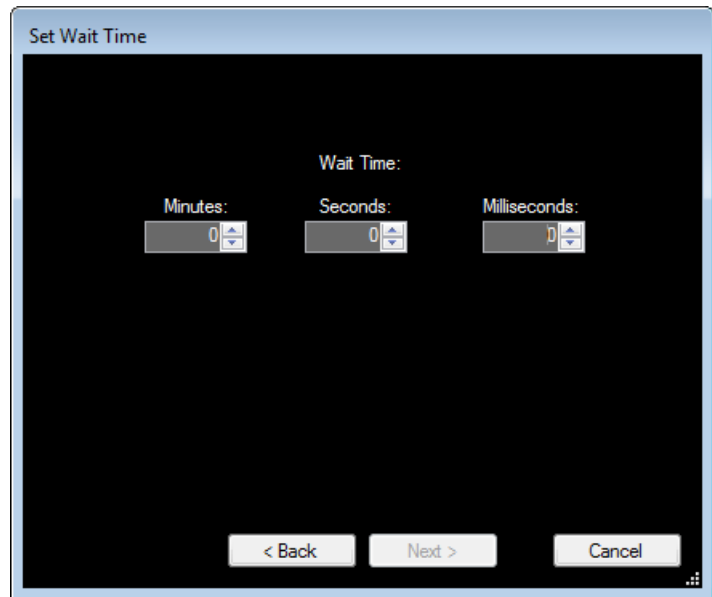 Set Wait Time
Wait Time:
Minutes: Seconds: Milliseconds:
0 0 0
< Back Next > Cancel